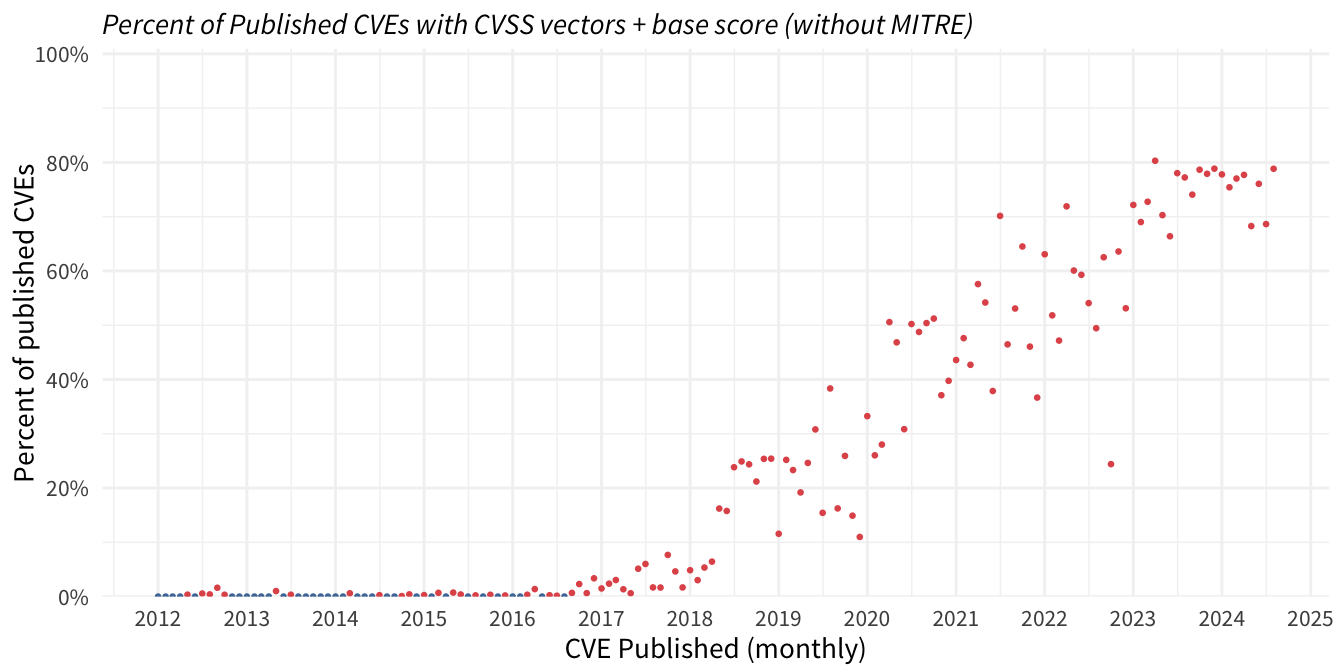 Percent of Published CVEs with CVSS vectors + base score (without MITRE)
100%
80%
60%
40%
20%
0%
Percent of published CVEs
2012 2013 2014 2015 2016 2017 2018 2019 2020 2021 2022 2023 2024 2025
CVE Published (monthly)